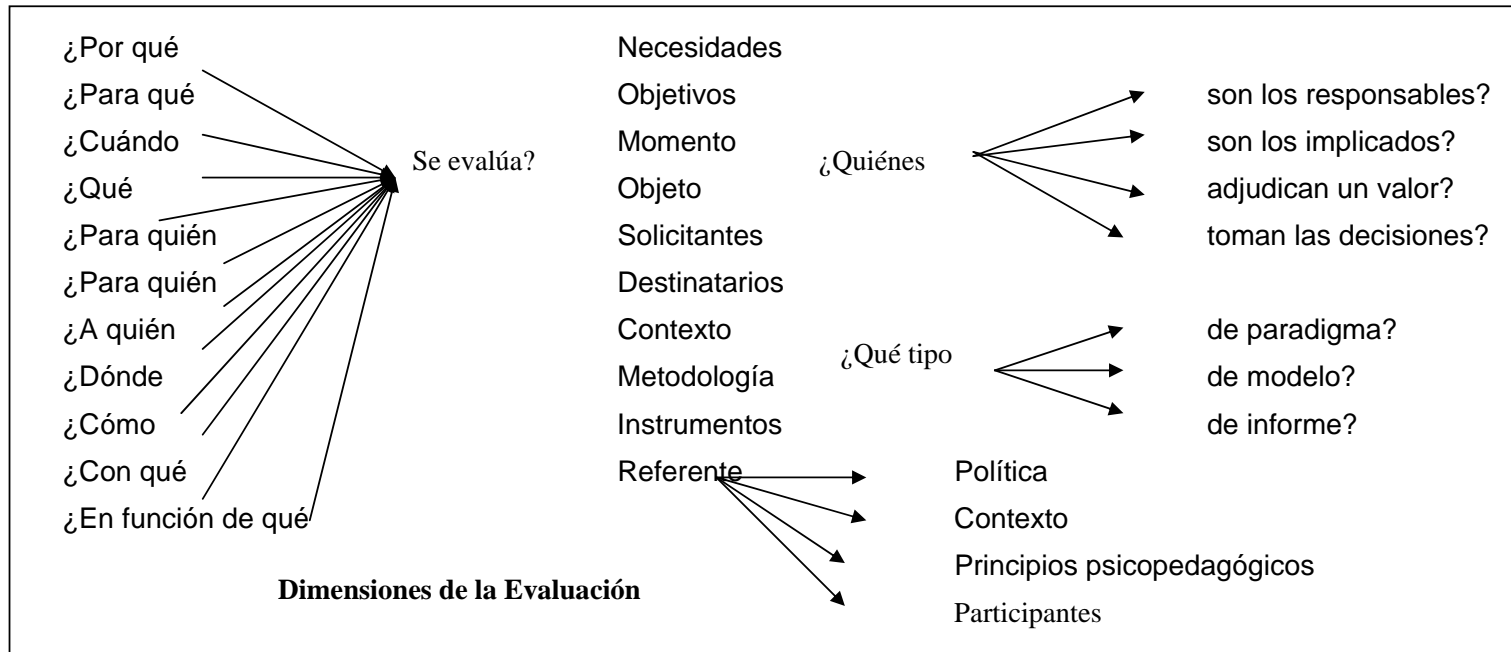 ¿Por qué
¿Para qué
¿Cuándo
¿Qué
¿Para quién
¿Para quién
¿A quién
¿Dónde
¿Cómo
¿Con qué
¿En función de qué
Se evalúa?
Necesidades
Objetivos
Momento
Objeto
Solicitantes
Destinatarios
Contexto
Metodología
Instrumentos
Referente
¿Quiénes
son los responsables?
son los implicados?
adjudican un valor?
toman las decisiones?
¿Qué tipo
de paradigma?
de modelo?
de informe?
Política
Contexto
Principios psicopedagógicos
Participantes
Dimensiones de la Evaluación